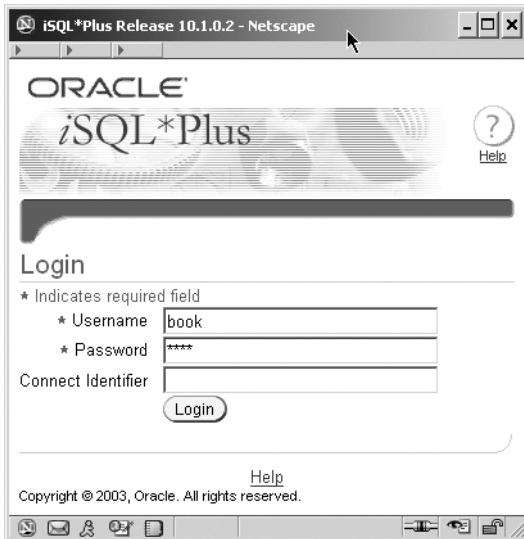 iSQL*Plus Release 10.1.0.2 - Netscape
ORACLE
iSQL*Plus
?
Help
Login
* Indicates required field
* Username book
* Password ****
Connect Identifier
Login
Help
Copyright © 2003, Oracle. All rights reserved.